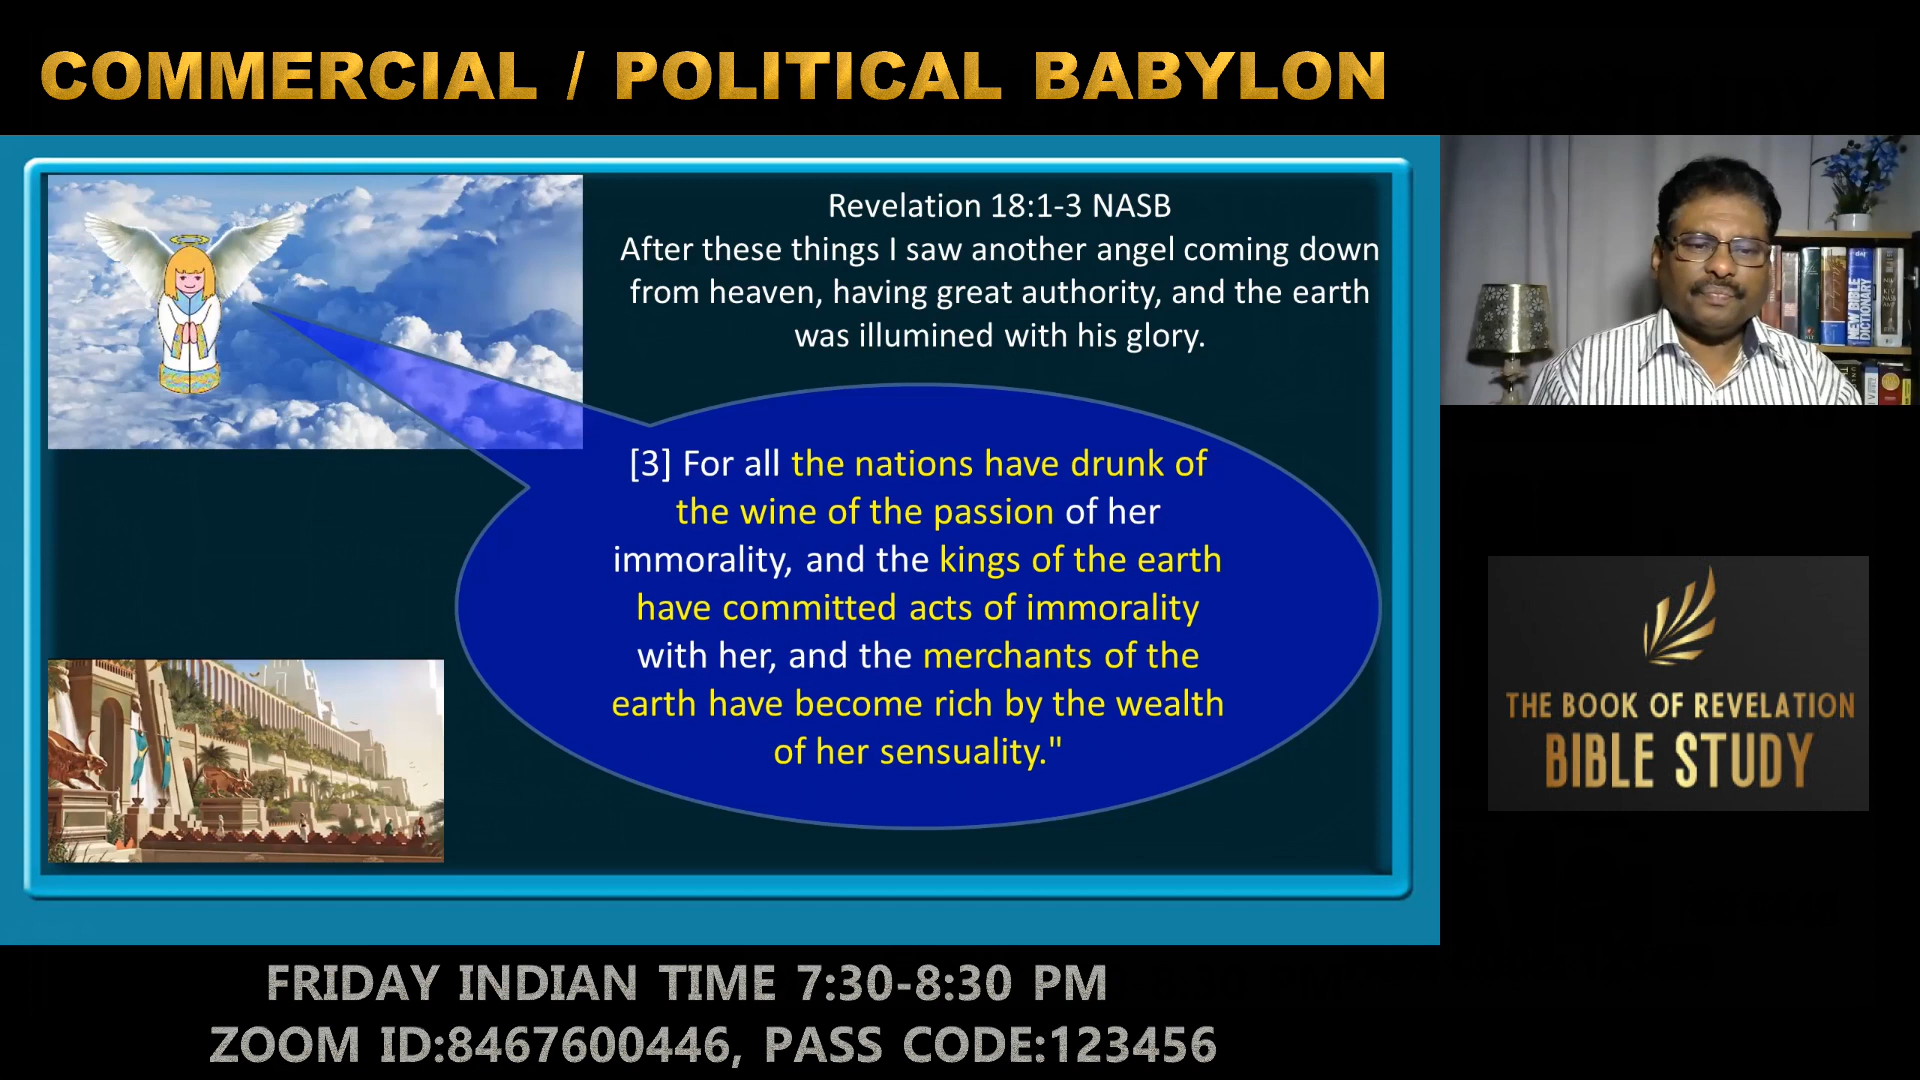 COMMERCIAL / POLITICAL BABYLON
Revelation 18:1-3 NASB
After these things I saw another angel coming down
from heaven, having great authority, and the earth
was illumined with his glory.
[3] For all the nations have drunk of
the wine of the passion of her
immorality, and the kings of the earth
have committed acts of immorality
with her, and the merchants of the
earth have become rich by the wealth
of her sensuality."
NEW BIBLE
DICTIONARY
THE BOOK OF REVELATION
BIBLE STUDY
FRIDAY INDIAN TIME 7:30-8:30 PM
ZOOM ID:8467600446, PASS CODE:123456